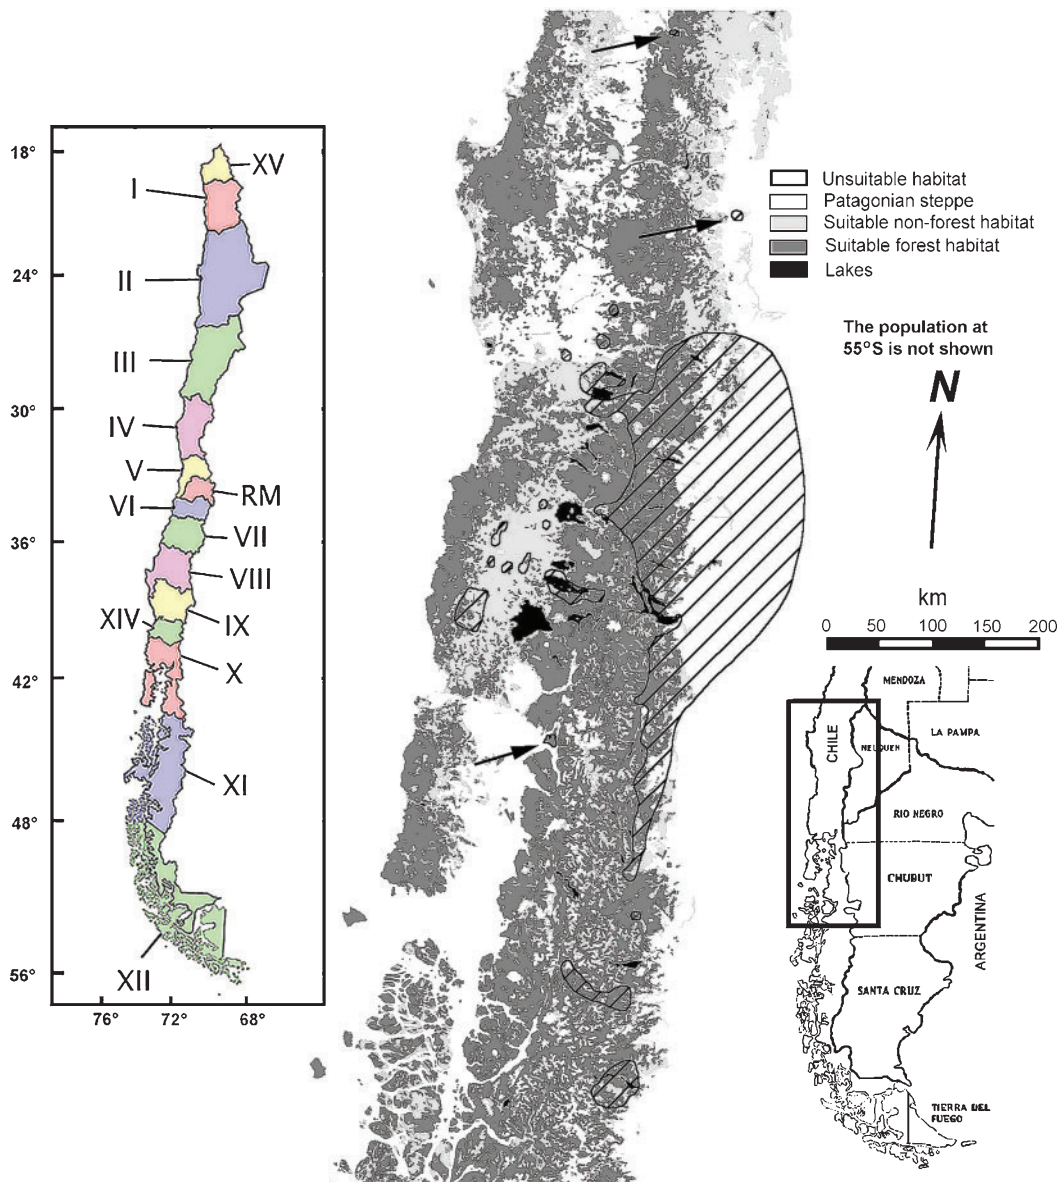 18°
24°
30°
36°
42°
48°
56°
76°
72°
68°
XV
I
II
III
IV
V
RM
VI
VII
VIII
XIV
IX
X
XI
XII
Unsuitable habitat
Patagonian steppe
Suitable non-forest habitat
Suitable forest habitat
Lakes
The population at
55°S is not shown
N
km
0 50 100 150 200
MENDOZA
LA PAMPA
CHILE
NEUQUEN
RIO NEGRO
CHUBUT
ARGENTINA
SANTA CRUZ
TIERRA DEL
FUEGO